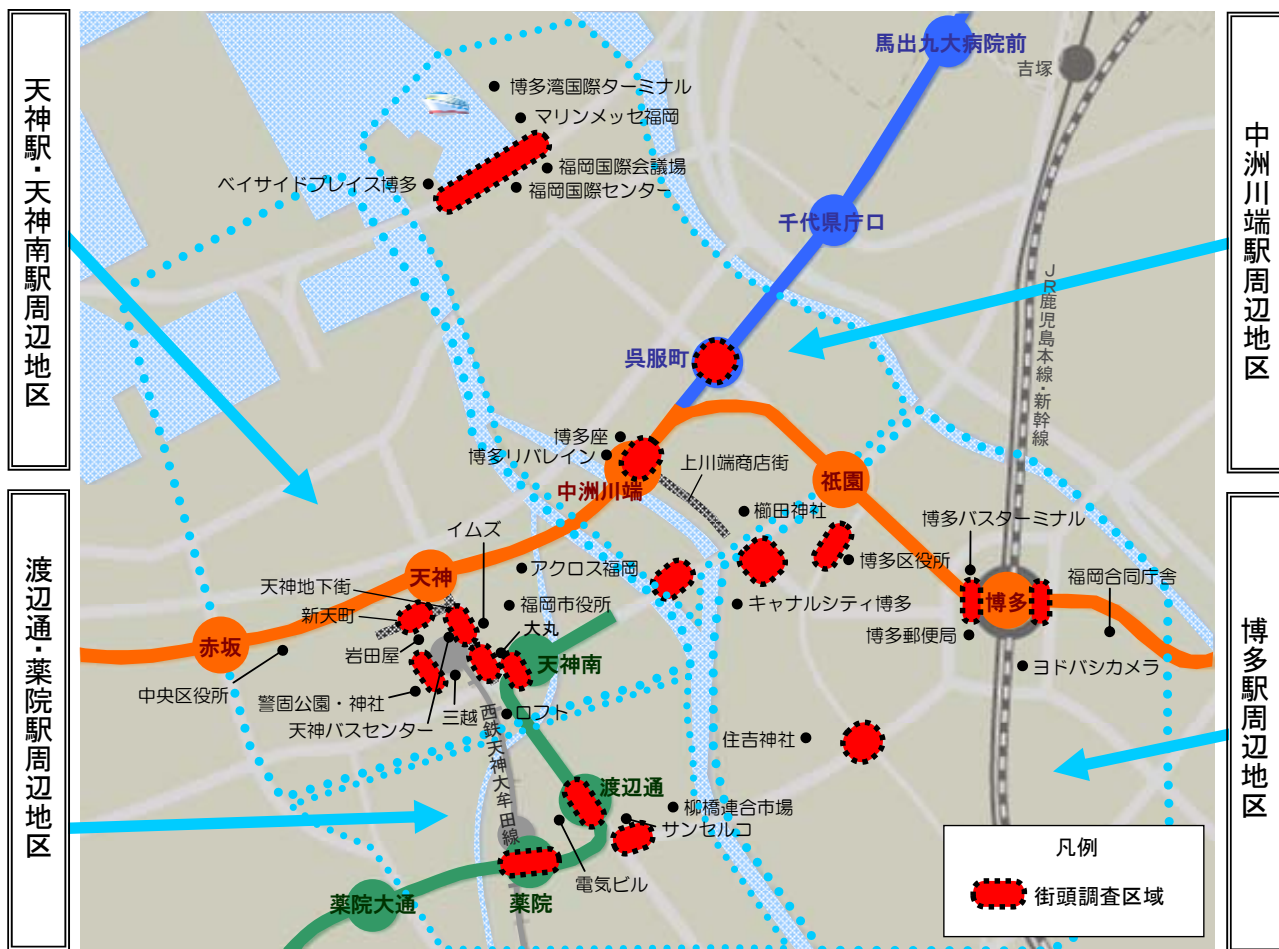 天神駅・天神南駅周辺地区
渡辺通・薬院駅周辺地区
中洲川端駅周辺地区
博多駅周辺地区
馬出九大病院前
吉塚
博多湾国際ターミナル
マリンメッセ福岡
福岡国際会議場
ベイサイドプレイス博多
福岡国際センター
千代県庁口
JR鹿児島本線・新幹線
呉服町
博多座
博多リバレイン
上川端商店街
中洲川端
祇園
櫛田神社
博多バスターミナル
イムズ
アクロス福岡
博多区役所
天神
天神地下街
福岡合同庁舎
新天町
福岡市役所
キャナルシティ博多
博多
大丸
博多郵便局
赤坂
岩田屋
天神南
ヨドバシカメラ
中央区役所
警固公園・神社
三越
天神バスセンター
ロフト
西鉄天神大牟田線
住吉神社
渡辺通
柳橋連合市場
サンセルコ
電気ビル
薬院大通
薬院
凡例
街頭調査区域